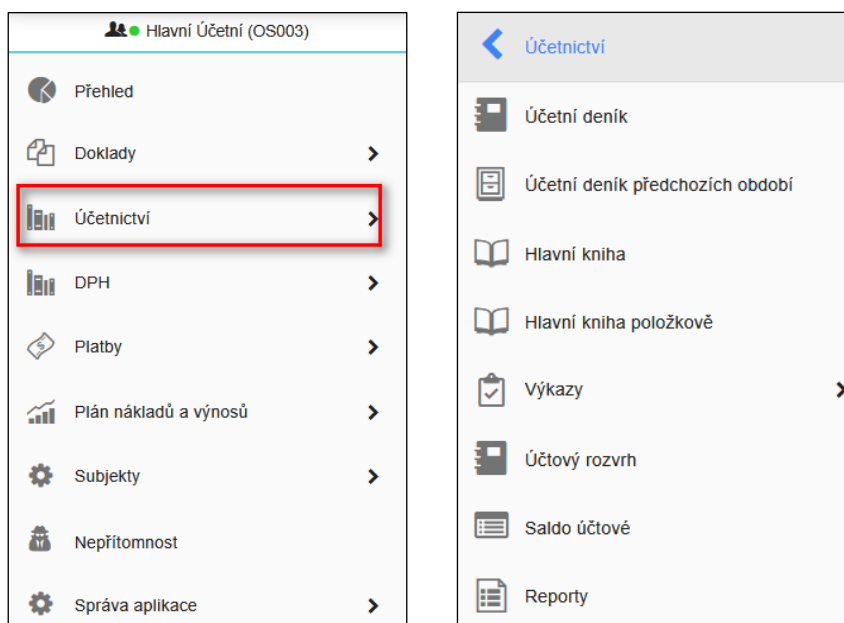 Hlavní Účetní (OS003)
Přehled
Doklady
Účetnictví
DPH
Platby
Plán nákladů a výnosů
Subjekty
Nepřítomnost
Správa aplikace
Účetnictví
Účetní deník
Účetní deník předchozích období
Hlavní kniha
Hlavní kniha položkově
Výkazy
Účtový rozvrh
Saldo účtové
Reporty